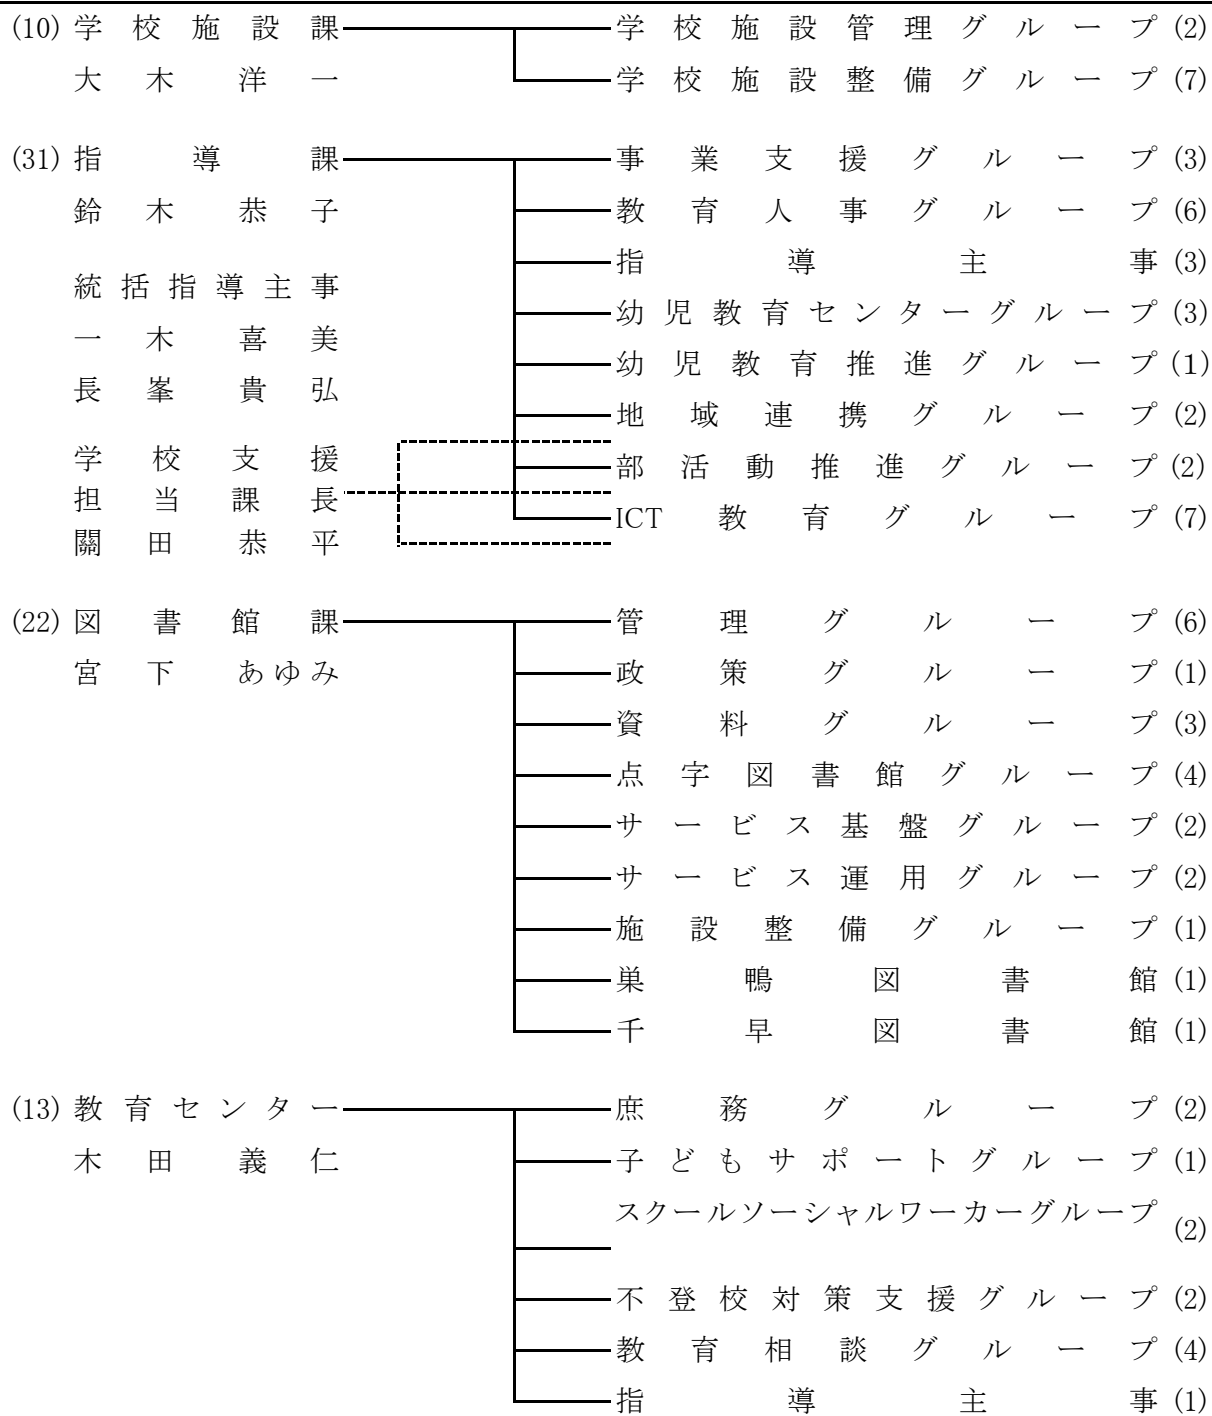 (10) 学校施設課 学校施設管理グループ (2)
大木洋一 学校施設整備グループ (7)
(31) 指導課 事業支援グループ (3)
鈴木恭子 教育人事グループ (6)
指導主事 (3)
統括指導主事
幼児教育センターグループ (3)
一木喜美
幼児教育推進グループ (1)
長峯貴弘
地域連携グループ (2)
学校支援 部活動推進グループ (2)
担当課長
ICT教育グループ (7)
關田恭平
(22) 図書館課 管理グループ (6)
宮下あゆみ 政策グループ (1)
資料グループ (3)
点字図書館グループ (4)
サービス基盤グループ (2)
サービス運用グループ (2)
施設整備グループ (1)
巣鴨図書館 (1)
千早図書館 (1)
(13) 教育センター 庶務グループ (2)
木田義仁 子どもサポートグループ (1)
スクールソーシャルワーカーグループ (2)
不登校対策支援グループ (2)
教育相談グループ (4)
指導主事 (1)